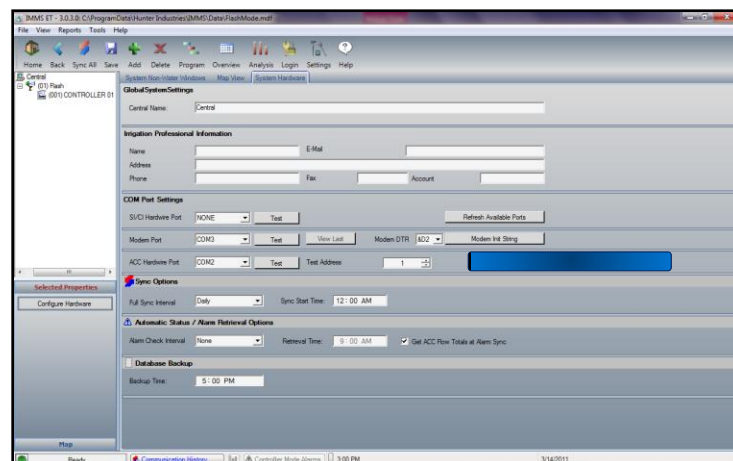 IMMS ET - 3.0.3.0: C:\ProgramData\Hunter Industries\IMMS\Data\FlashMode.mdf
File View Reports Tools Help
Home Back Sync All Save Add Delete Program Overview Analysis Login Settings Help
Central
(01) Flash
(001) CONTROLLER 01
System Non-Water Windows Map View System Hardware
GlobalSystemSettings
Central Name: Central
Irrigation Professional Information
Name E-Mail
Address
Phone Fax Account
COM Port Settings
SI/CI Hardwire Port NONE Test Refresh Available Ports
Modem Port COM3 Test View Last Modem DTR &D2 Modem Init String
ACC Hardwire Port COM2 Test Test Address 1
Selected Properties
Configure Hardware
Sync Options
Full Sync Interval Daily Sync Start Time: 12:00 AM
Automatic Status / Alarm Retrieval Options
Alarm Check Interval None Retrieval Time: 9:00 AM Get ACC Flow Totals at Alarm Sync
Database Backup
Backup Time: 5:00 PM
Map
Ready Communication History Controller Mode Alarms 3:00 PM 3/14/2011